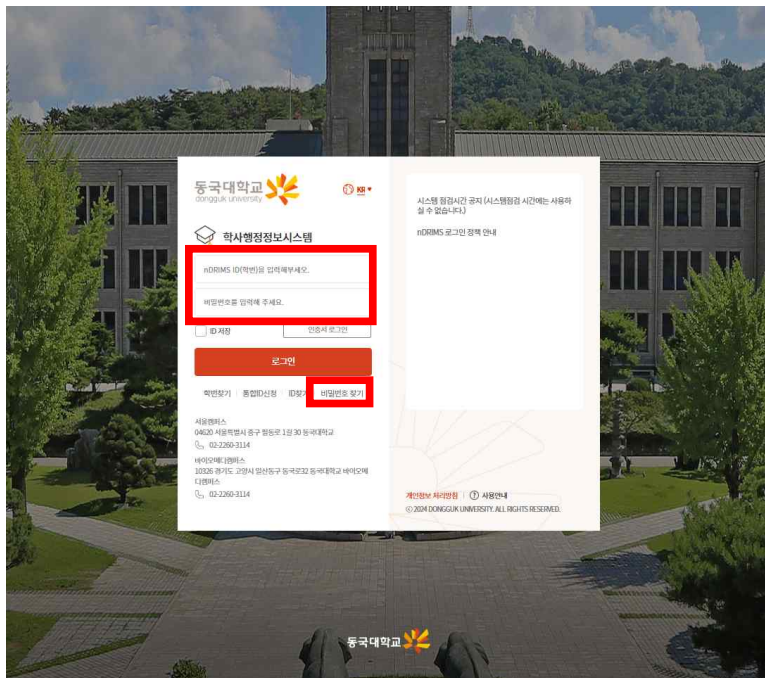 동국대학교
dongguk university
KR
학사행정정보시스템
nDRIMS ID(학번)을 입력해부세오.
비밀번호를 입력해 주세요.
ID 저장
인증서 로그인
로그인
학번찾기
통합ID신청
ID찾기
비밀번호 찾기
서울캠퍼스
04620 서울특별시 중구 필동로 1길 30 동국대학교
02-2260-3114
바이오메디캠퍼스
10326 경기도 고양시 일산동구 동국로32 동국대학교 바이오메
디캠퍼스
02-2260-3114
시스템 점검시간 공지 (시스템점검 시간에는 사용하
실 수 없습니다.)
nDRIMS 로그인 정책 안내
개인정보 처리방침
? 사용안내
ⓒ 2024 DONGGUK UNIVERSITY. ALL RIGHTS RESERVED.
동국대학교